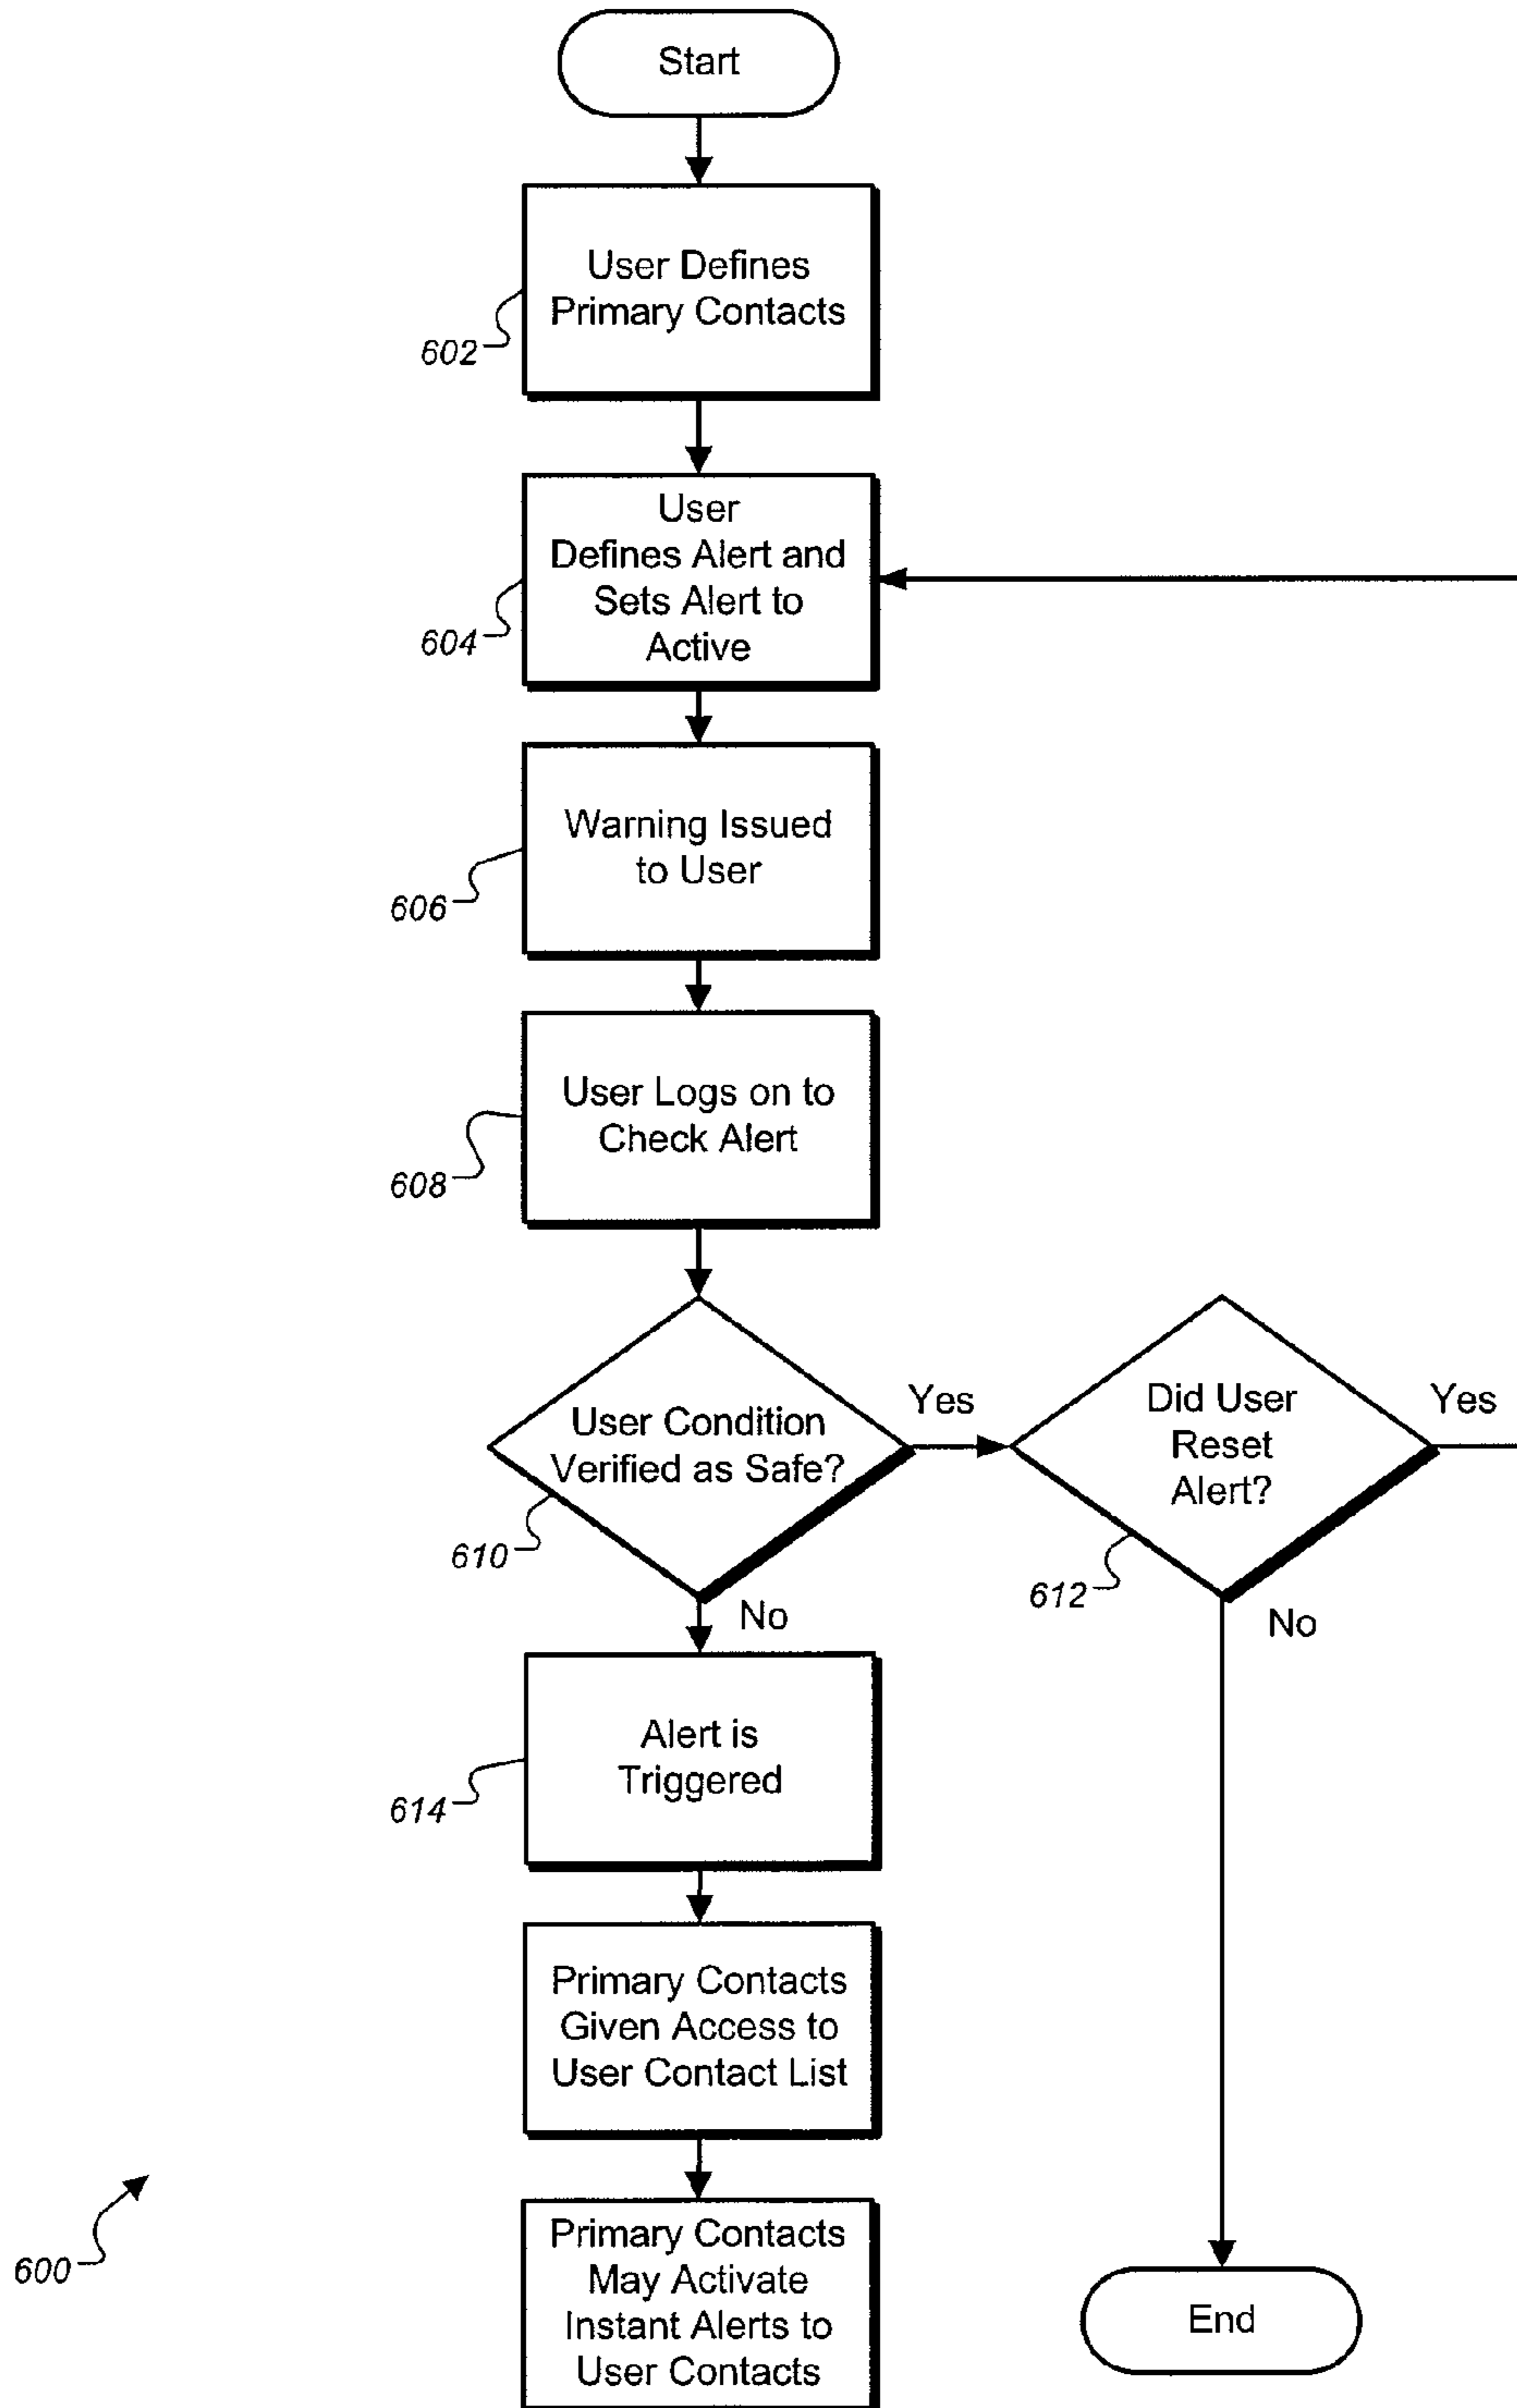 Start
User Defines
Primary Contacts
602
User
Defines Alert and
Sets Alert to
Active
604
Warning Issued
to User
606
User Logs on to
Check Alert
608
User Condition
Verified as Safe?
610
Yes
Did User
Reset
Alert?
612
Yes
No
No
Alert is
Triggered
614
Primary Contacts
Given Access to
User Contact List
Primary Contacts
May Activate
Instant Alerts to
User Contacts
End
600